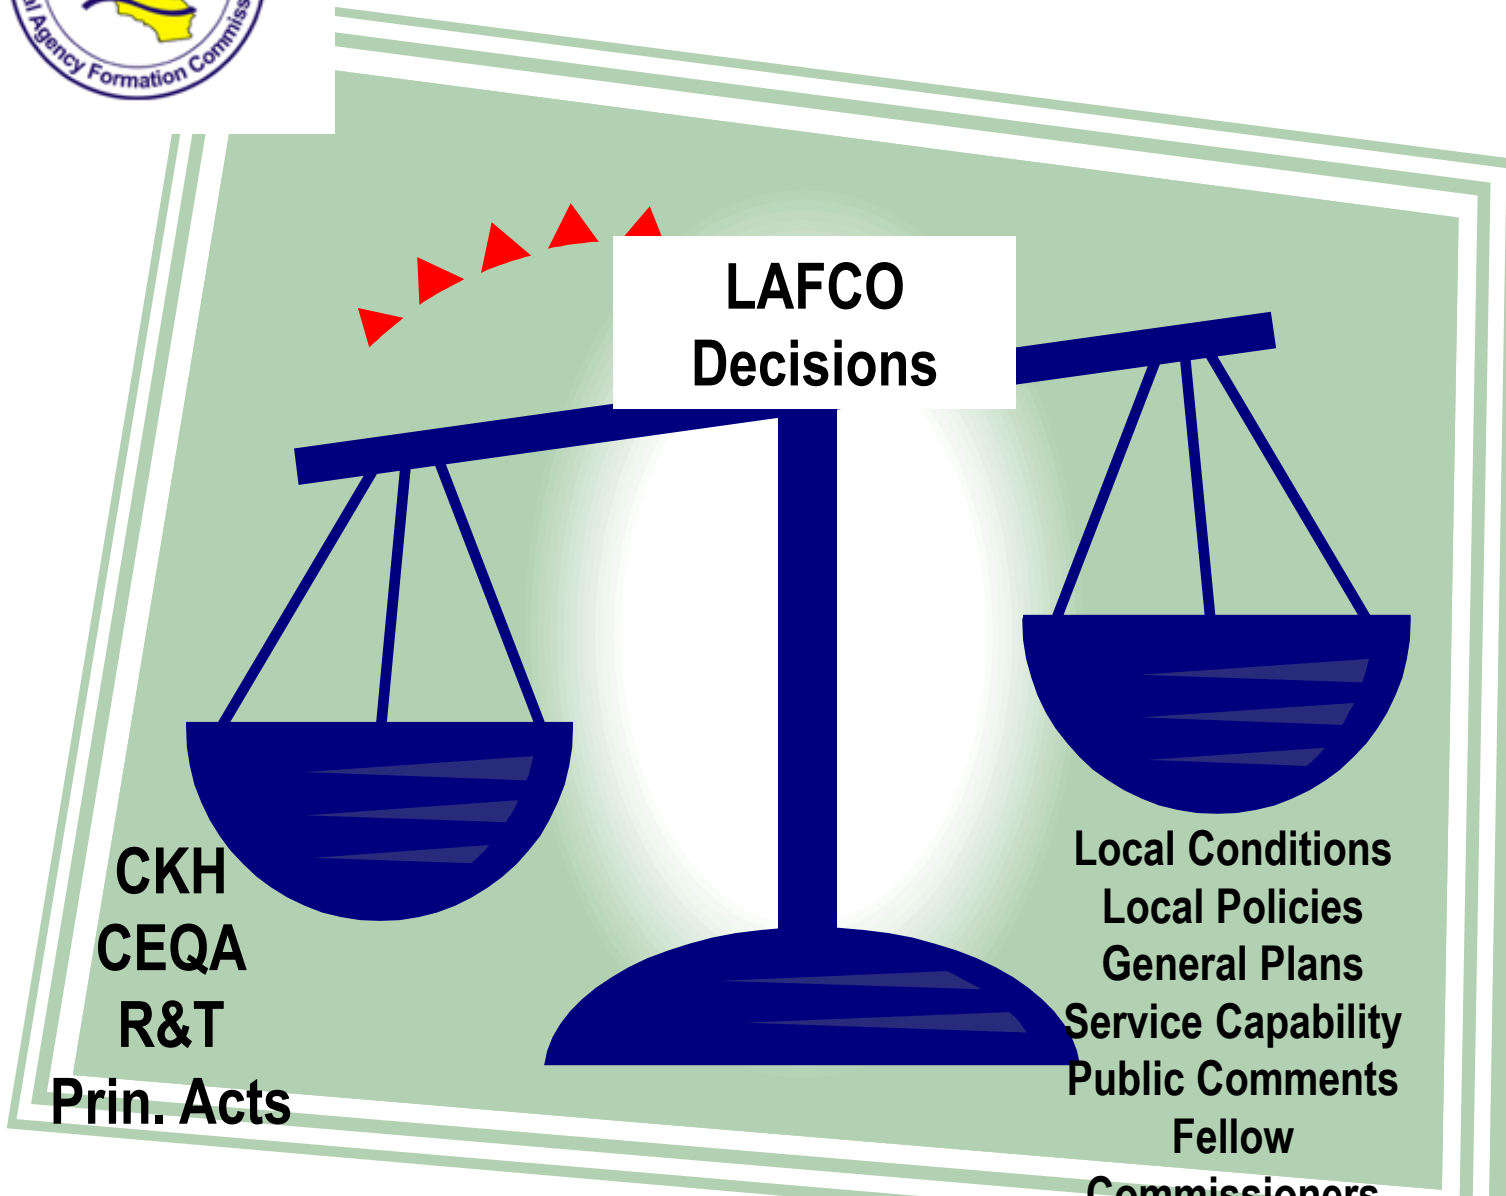 Agency Formation
LAFCO
Decisions
CKH
CEQA
R&T
Prin. Acts
Local Conditions
Local Policies
General Plans
Service Capability
Public Comments
Fellow
Commissioners